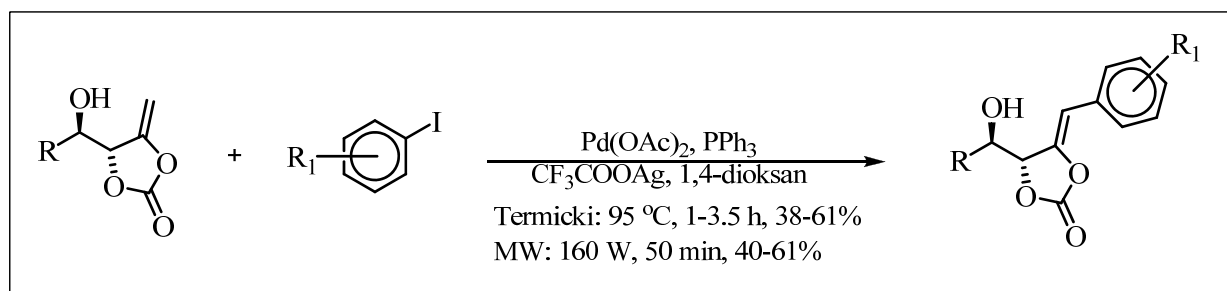 OH
R
O
O
O
+
R₁
I
Pd(OAc)₂, PPh₃
CF₃COOAg, 1,4-dioksan
Termicki: 95 °C, 1-3.5 h, 38-61%
MW: 160 W, 50 min, 40-61%
R₁
OH
R
O
O
O